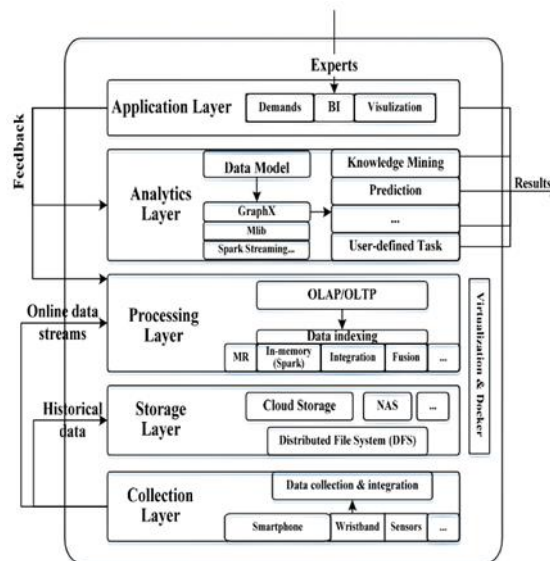 Experts
Application Layer
Demands
BI
Visulization
Feedback
Analytics
Layer
Data Model
GraphX
Mlib
Spark Streaming...
Knowledge Mining
Prediction
...
User-defined Task
Results
Online data
streams
Processing
Layer
OLAP/OLTP
Data indexing
MR
In-memory
(Spark)
Integration
Fusion
...
Virtualization & Docker
Historical
data
Storage
Layer
Cloud Storage
NAS
...
Distributed File System (DFS)
Collection
Layer
Data collection & integration
Smartphone
Wristband
Sensors
...